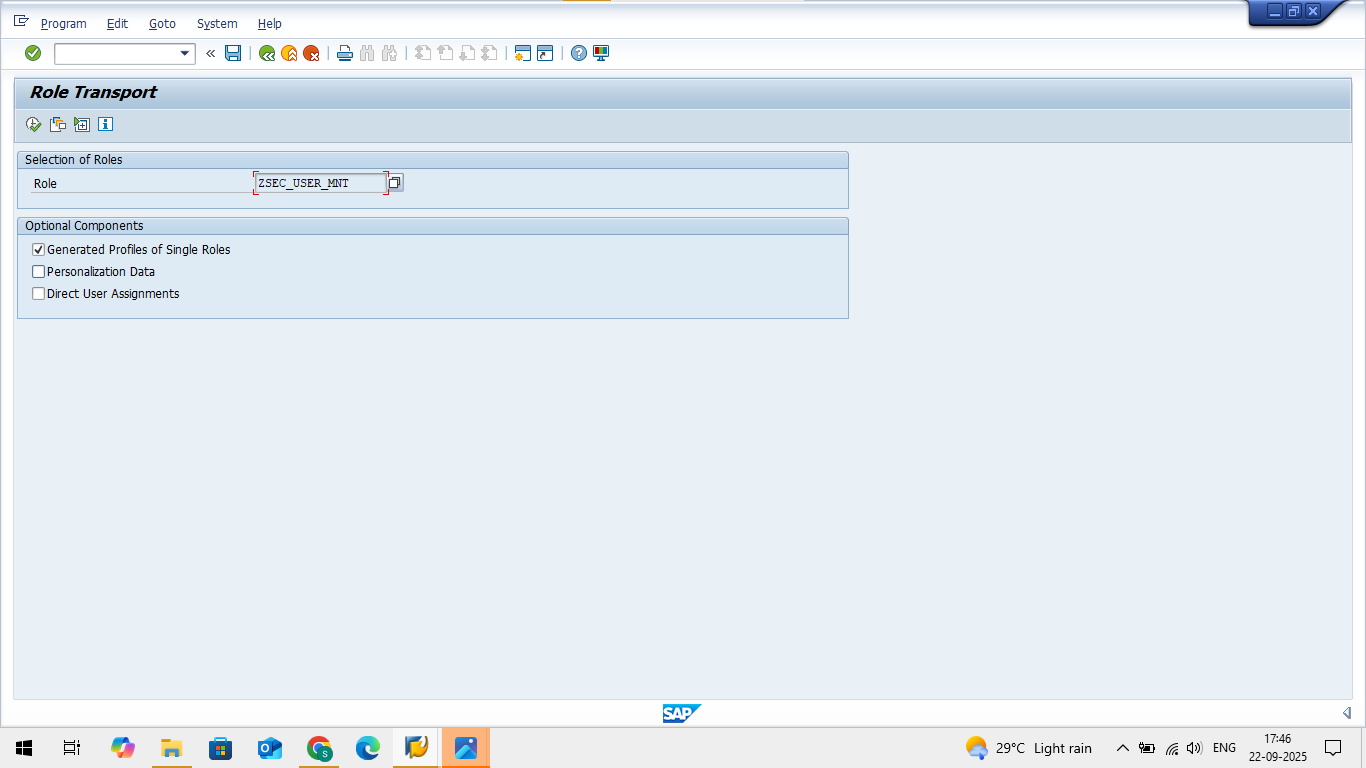 Program Edit Goto System Help
«
Role Transport
Selection of Roles
Role ZSEC_USER_MNT
Optional Components
Generated Profiles of Single Roles
Personalization Data
Direct User Assignments
SAP
29°C Light rain ENG 17:46
22-09-2025